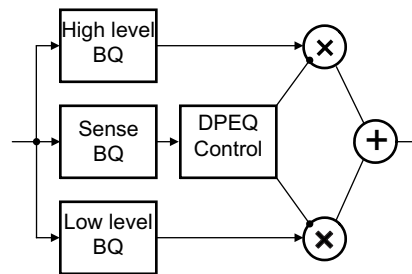 High level
BQ
×
Sense
BQ
DPEQ
Control
+
Low level
BQ
×